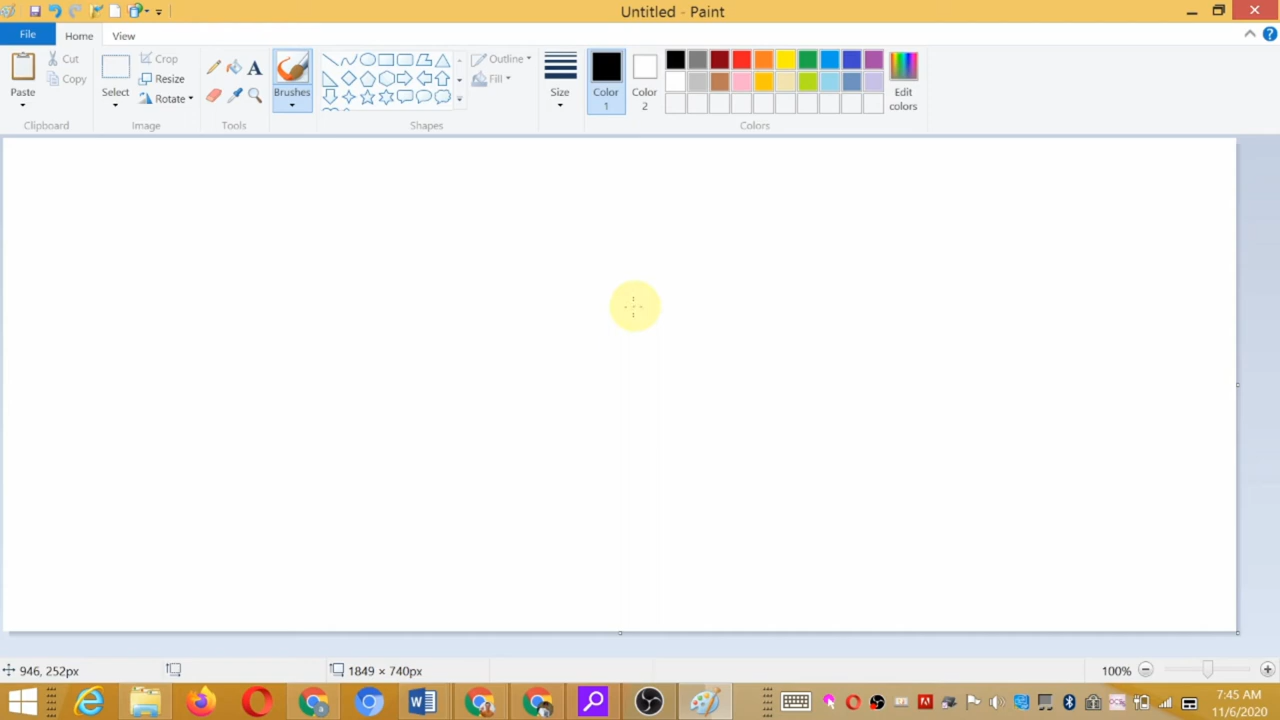 Untitled - Paint
File
Home
View
Paste
Cut
Copy
Clipboard
Select
Crop
Resize
Rotate
Image
A
Tools
Brushes
Shapes
Outline
Fill
Size
Color
1
Color
2
Edit
colors
Colors
946, 252px
1849 × 740px
100%
7:45 AM
11/6/2020